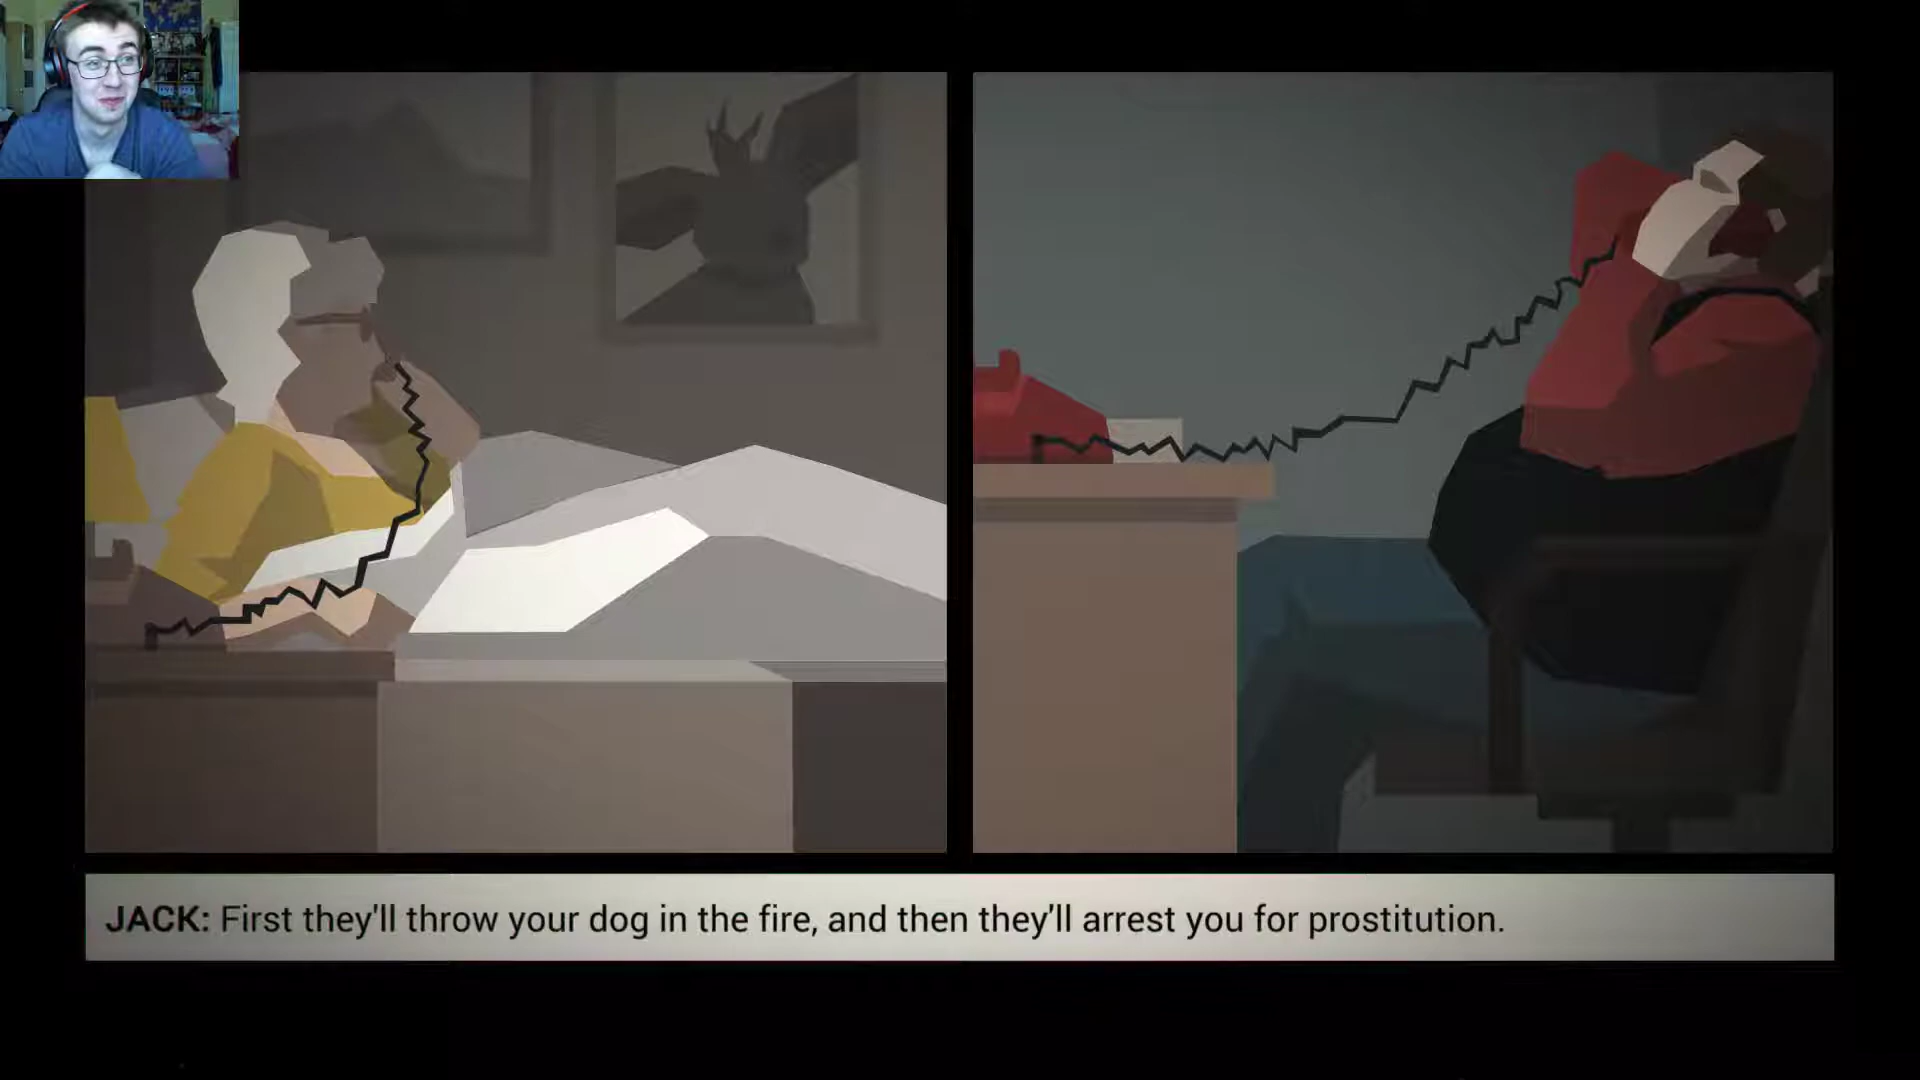 JACK: First they'll throw your dog in the fire, and then they'll arrest you for prostitution.